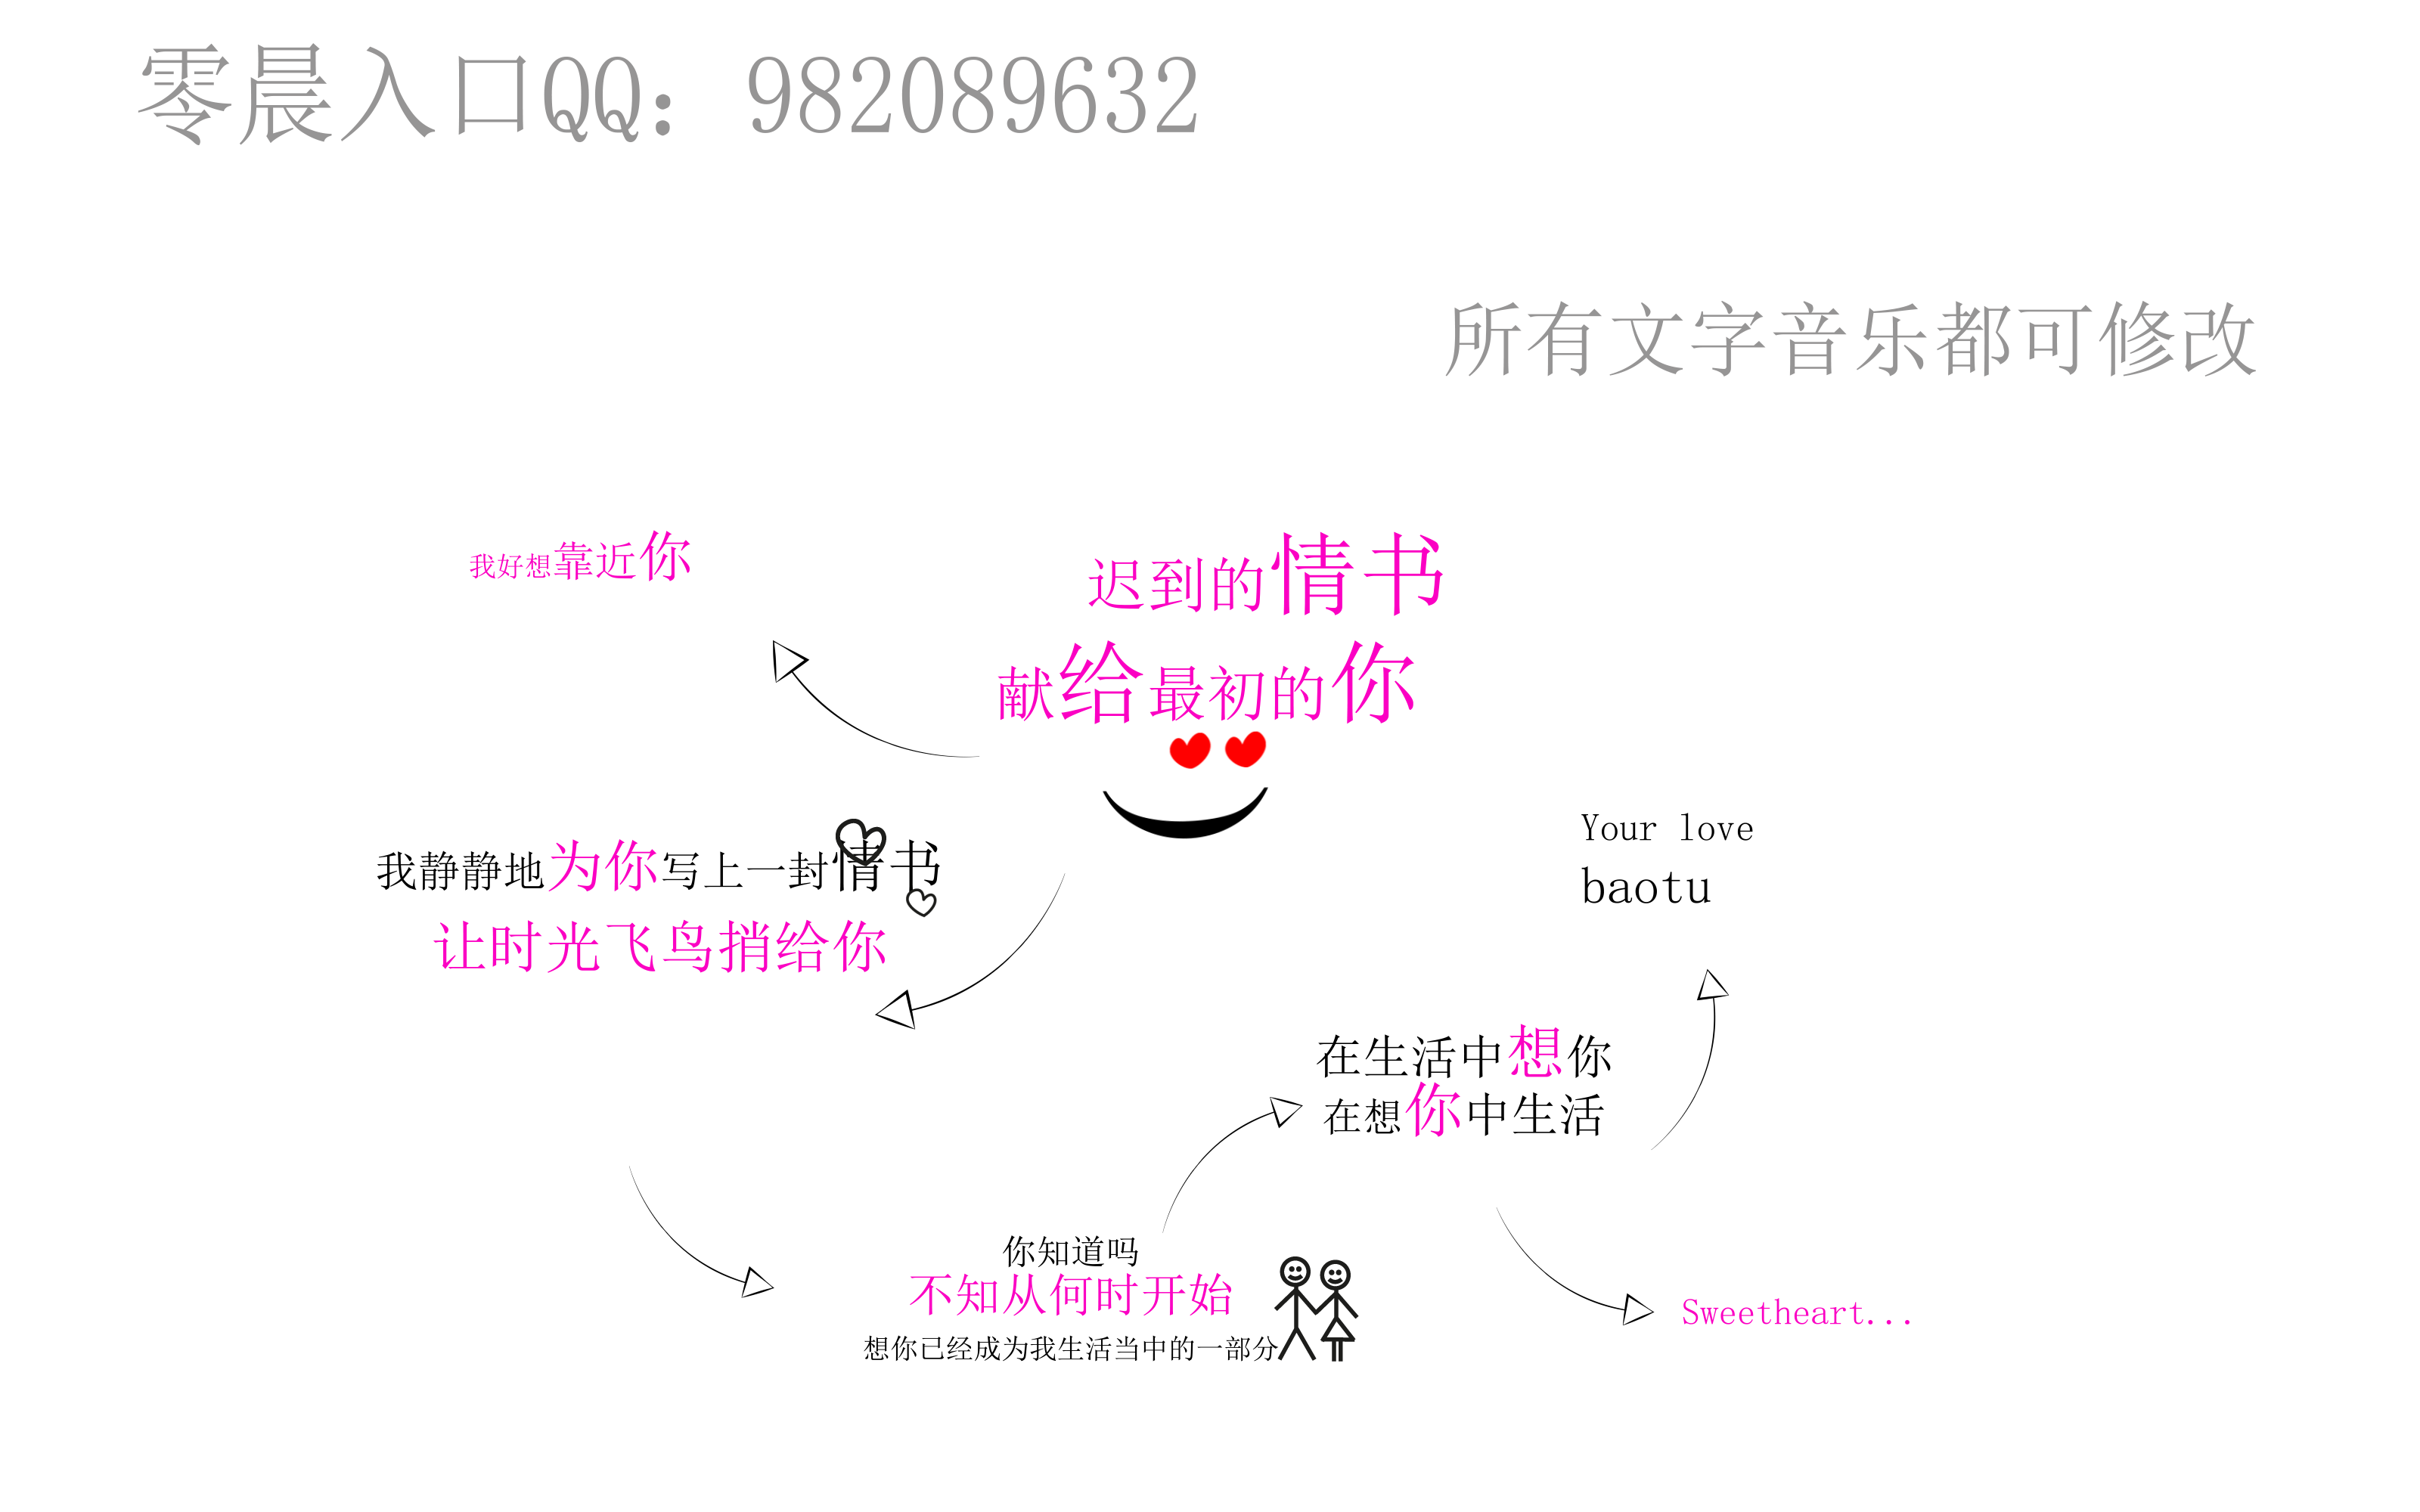 零晨入口QQ: 982089632
所有文字音乐都可修改
我好想靠近你
迟到的情书
献给最初的你
我静静地为你写上一封情书
让时光飞鸟捎给你
Your love
baotu
在生活中想你
在想你中生活
你知道吗
不知从何时开始
想你已经成为我生活当中的一部分
Sweetheart...